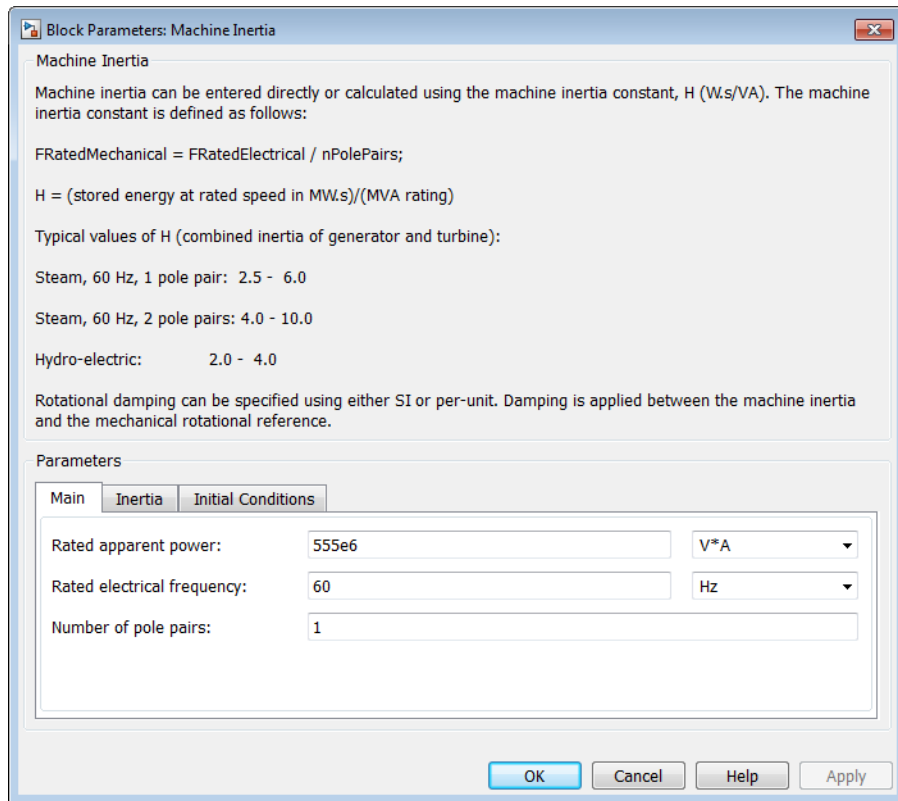 Block Parameters: Machine Inertia
Machine Inertia
Machine inertia can be entered directly or calculated using the machine inertia constant, H (W.s/VA). The machine
inertia constant is defined as follows:
FRatedMechanical = FRatedElectrical / nPolePairs;
H = (stored energy at rated speed in MW.s)/(MVA rating)
Typical values of H (combined inertia of generator and turbine):
Steam, 60 Hz, 1 pole pair: 2.5 - 6.0
Steam, 60 Hz, 2 pole pairs: 4.0 - 10.0
Hydro-electric: 2.0 - 4.0
Rotational damping can be specified using either SI or per-unit. Damping is applied between the machine inertia
and the mechanical rotational reference.
Parameters
Main Inertia Initial Conditions
Rated apparent power: 555e6 V*A
Rated electrical frequency: 60 Hz
Number of pole pairs: 1
OK Cancel Help Apply